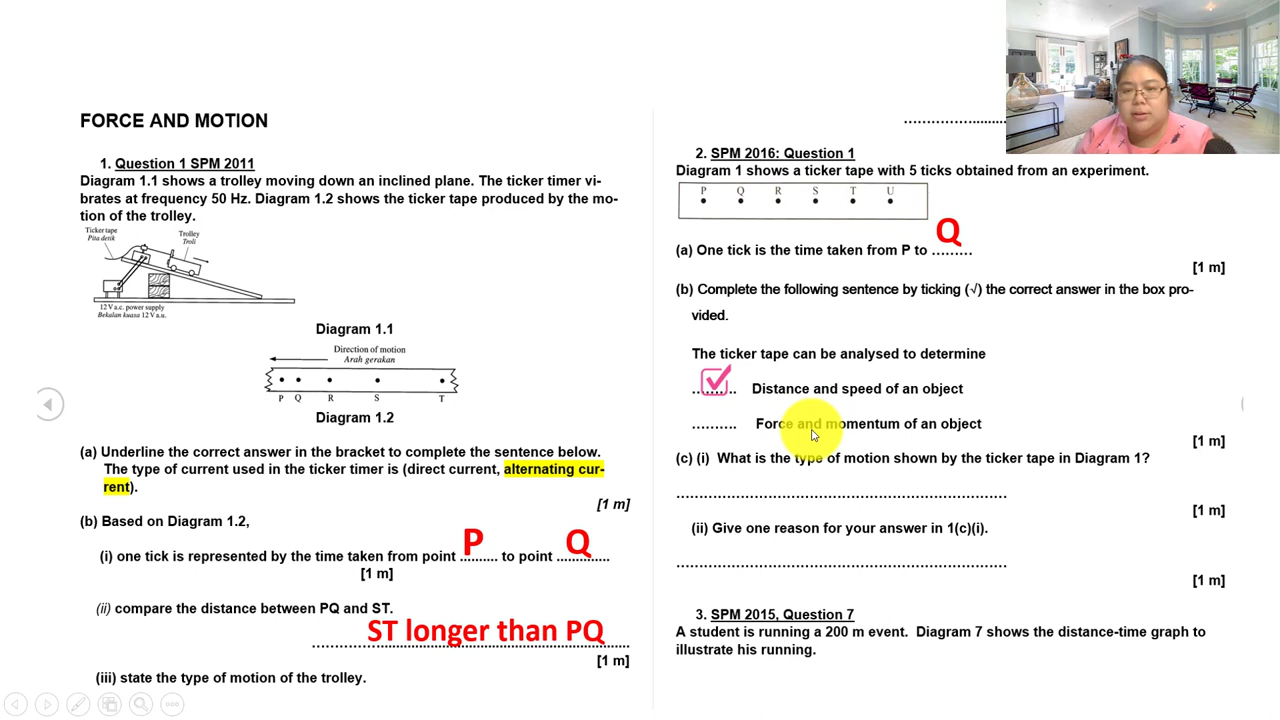 FORCE AND MOTION
1. Question 1 SPM 2011
Diagram 1.1 shows a trolley moving down an inclined plane. The ticker timer vi-
brates at frequency 50 Hz. Diagram 1.2 shows the ticker tape produced by the mo-
tion of the trolley.
Ticker tape
Pita detik
Trolley
Troli
12 V a.c. power supply
Bekalan kuasa 12 V a.u.
Diagram 1.1
Direction of motion
Arah gerakan
P Q R S T
Diagram 1.2
(a) Underline the correct answer in the bracket to complete the sentence below.
The type of current used in the ticker timer is (direct current, alternating cur-
rent).
[1 m]
(b) Based on Diagram 1.2,
(i) one tick is represented by the time taken from point .P........ to point ..Q............
[1 m]
(ii) compare the distance between PQ and ST.
ST longer than PQ
[1 m]
(iii) state the type of motion of the trolley.
2. SPM 2016: Question 1
Diagram 1 shows a ticker tape with 5 ticks obtained from an experiment.
P Q R S T U
(a) One tick is the time taken from P to Q.........
[1 m]
(b) Complete the following sentence by ticking (√) the correct answer in the box pro-
vided.
The ticker tape can be analysed to determine
.......... Distance and speed of an object
.......... Force and momentum of an object
[1 m]
(c) (i) What is the type of motion shown by the ticker tape in Diagram 1?
[1 m]
(ii) Give one reason for your answer in 1(c)(i).
[1 m]
3. SPM 2015, Question 7
A student is running a 200 m event. Diagram 7 shows the distance-time graph to
illustrate his running.